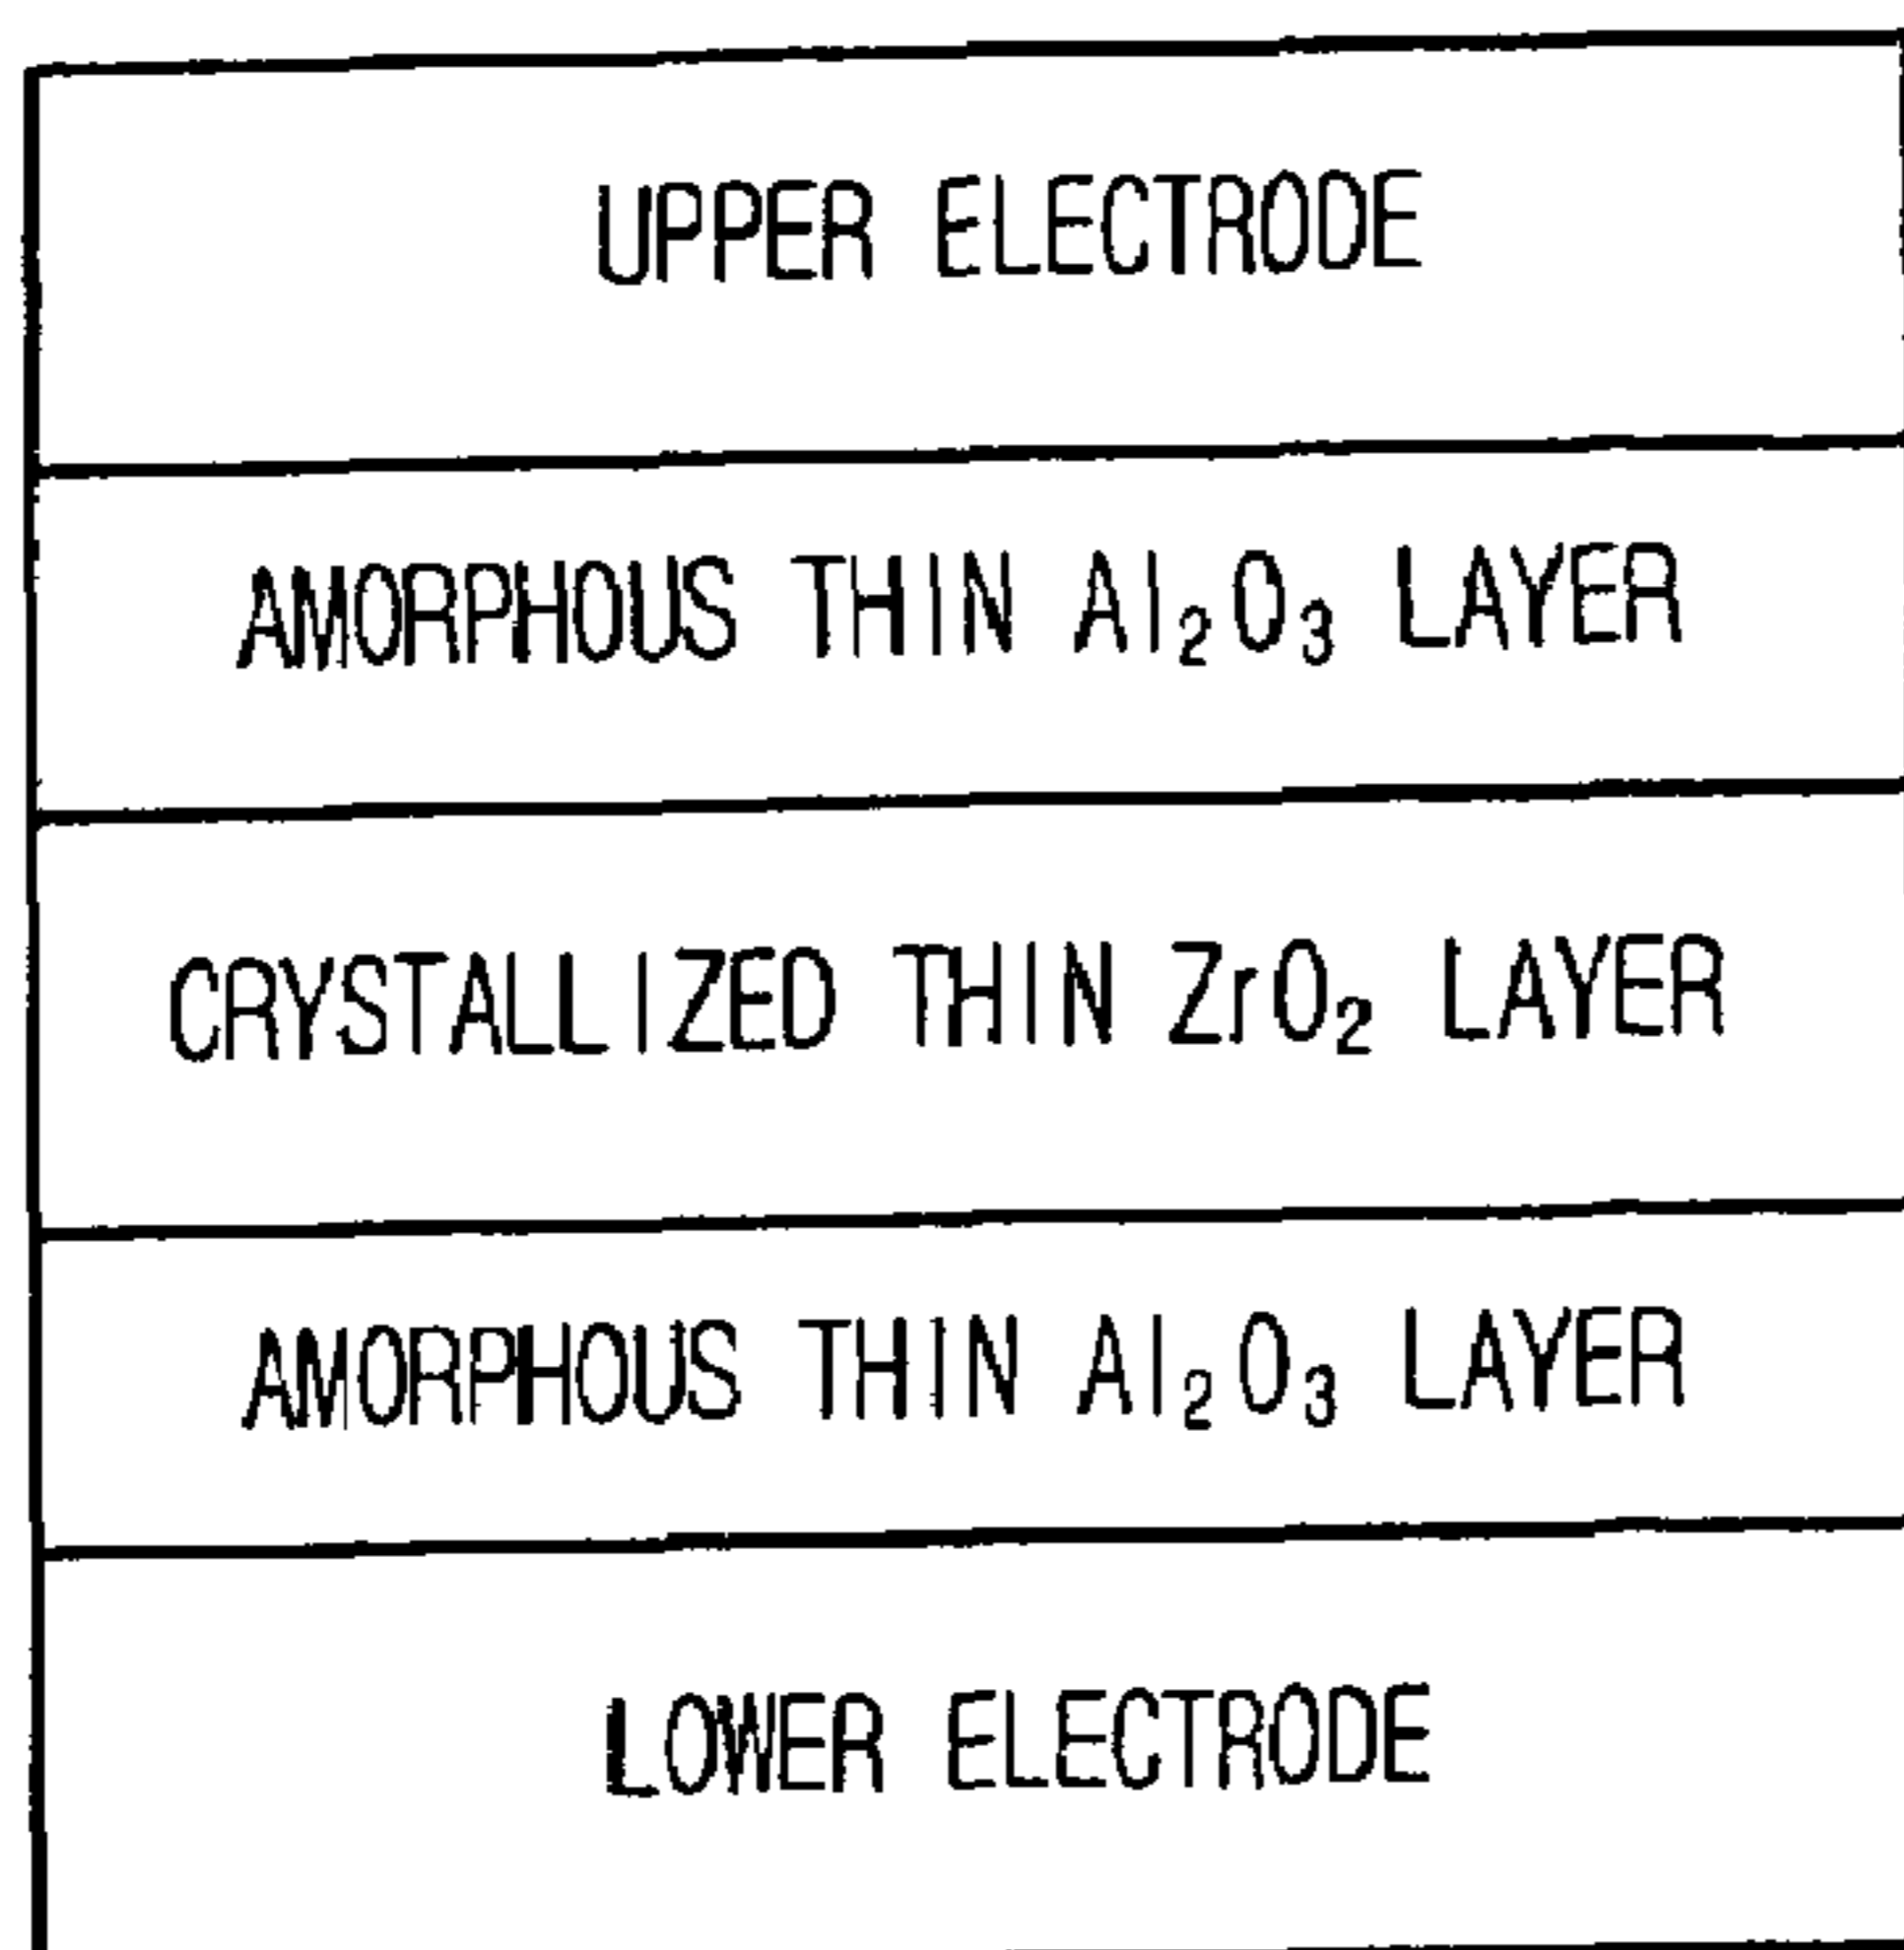 UPPER ELECTRODE
AMORPHOUS THIN Al₂O₃ LAYER
CRYSTALLIZED THIN ZrO₂ LAYER
AMORPHOUS THIN Al₂O₃ LAYER
LOWER ELECTRODE